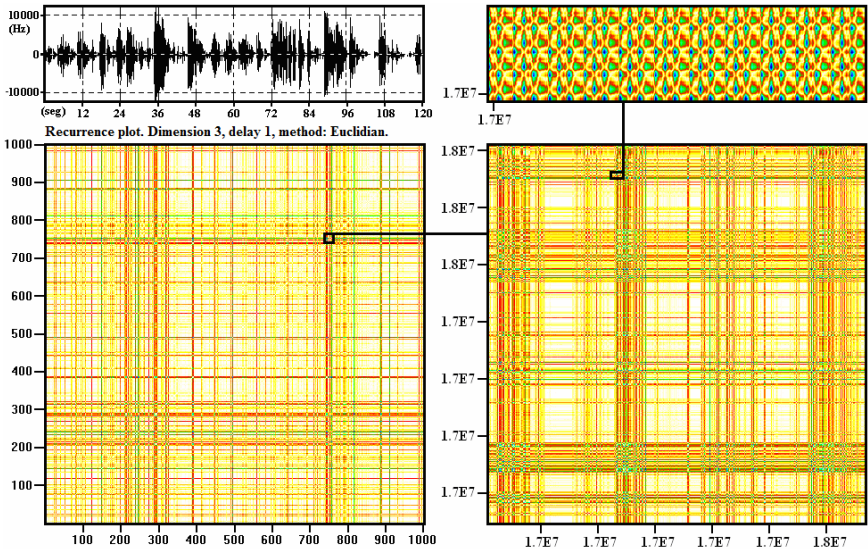 10000
(Hz)
0
-10000
(seg) 12 24 36 48 60 72 84 96 108 120
1.7E7
1.7E7
Recurrence plot. Dimension 3, delay 1, method: Euclidian.
1000
900
800
700
600
500
400
300
200
100
100 200 300 400 500 600 700 800 900 1000
1.8E7
1.8E7
1.8E7
1.7E7
1.7E7
1.7E7
1.7E7
1.7E7 1.7E7 1.7E7 1.7E7 1.7E7 1.8E7